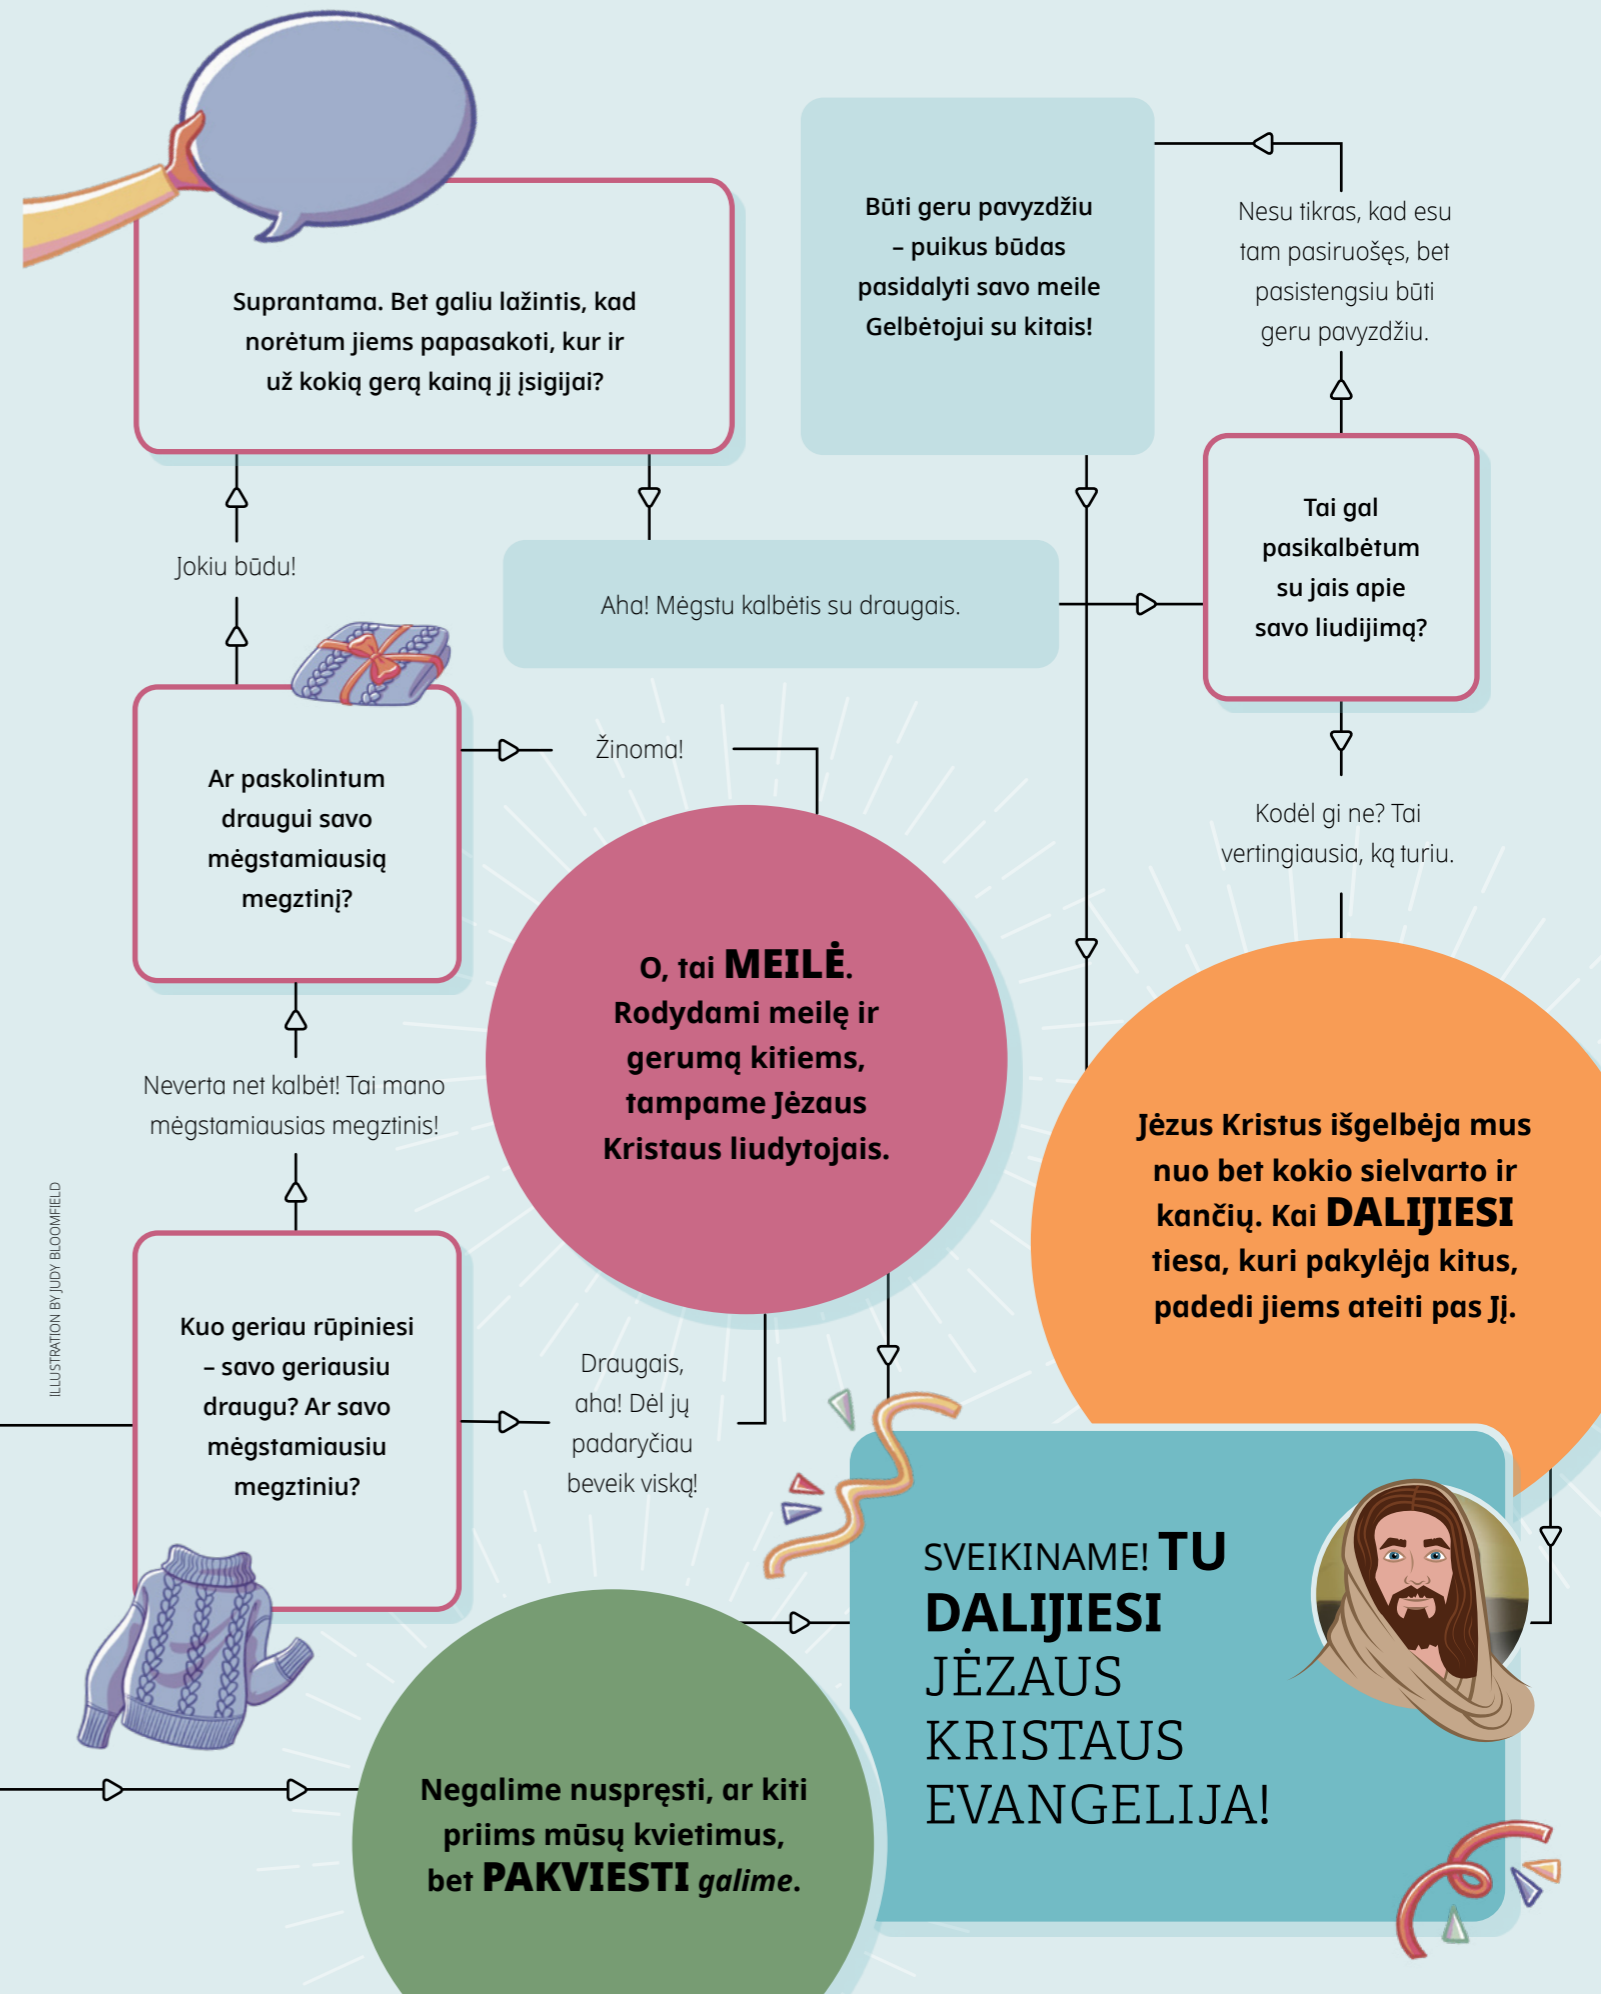 Suprantama. Bet galiu lažintis, kad
norėtum jiems papasakoti, kur ir
už kokią gerą kainą jį įsigijai?
Būti geru pavyzdžiu
– puikus būdas
pasidalyti savo meile
Gelbėtojui su kitais!
Nesu tikras, kad esu
tam pasiruošęs, bet
pasistengsiu būti
geru pavyzdžiu.
Tai gal
pasikalbėtum
su jais apie
savo liudijimą?
Jokiu būdu!
Aha! Mėgstu kalbėtis su draugais.
Ar paskolintum
draugui savo
mėgstamiausią
megztinį?
Žinoma!
Kodėl gi ne? Tai
vertingiausia, ką turiu.
O, tai MEILĖ.
Rodydami meilę ir
gerumą kitiems,
tampame Jėzaus
Kristaus liudytojais.
Neverta net kalbėt! Tai mano
mėgstamiausias megztinis!
Jėzus Kristus išgelbėja mus
nuo bet kokio sielvarto ir
kančių. Kai DALIJIESI
tiesa, kuri pakylėja kitus,
padedi jiems ateiti pas Jį.
ILLUSTRATION BY JUDY BLOOMFIELD
Kuo geriau rūpiniesi
– savo geriausiu
draugu? Ar savo
mėgstamiausiu
megztiniu?
Draugais,
aha! Dėl jų
padaryčiau
beveik viską!
SVEIKINAME! TU
DALIJIESI
JĖZAUS
KRISTAUS
EVANGELIJA!
Negalime nuspręsti, ar kiti
priims mūsų kvietimus,
bet PAKVIESTI galime.